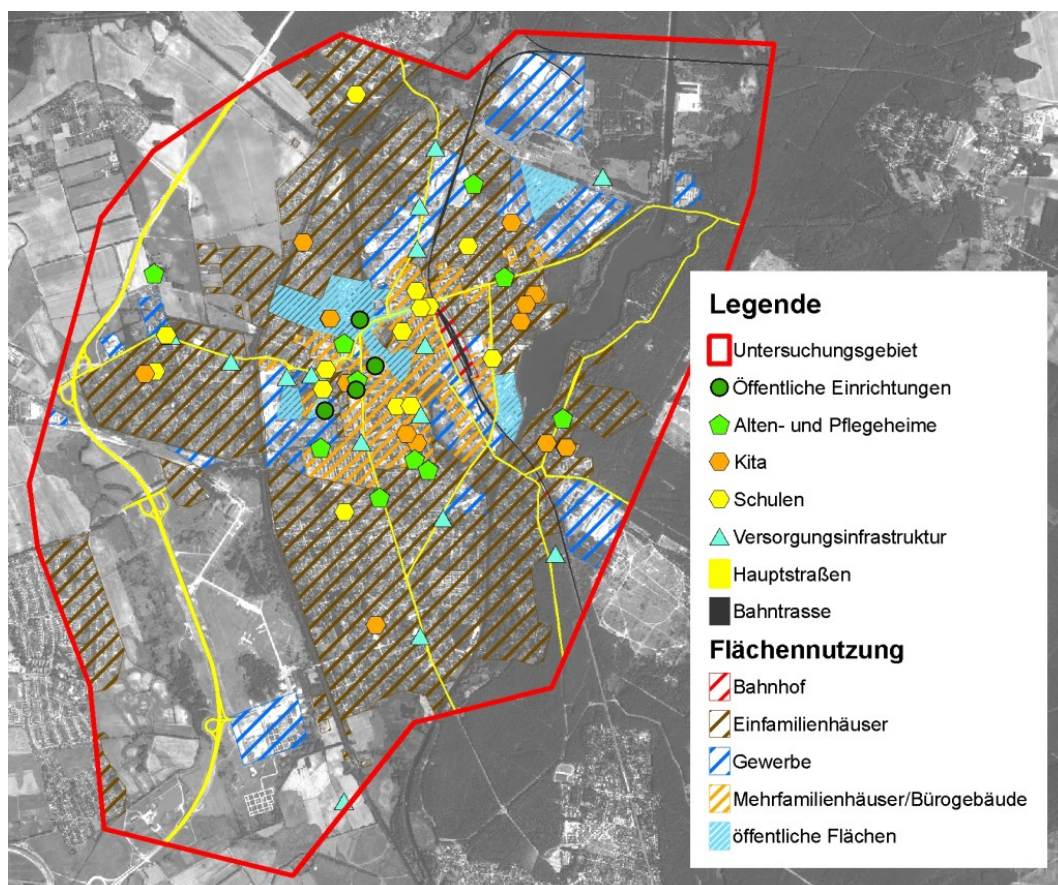 Legende
Untersuchungsgebiet
Öffentliche Einrichtungen
Alten- und Pflegeheime
Kita
Schulen
Versorgungsinfrastruktur
Hauptstraßen
Bahntrasse
Flächennutzung
Bahnhof
Einfamilienhäuser
Gewerbe
Mehrfamilienhäuser/Bürogebäude
öffentliche Flächen